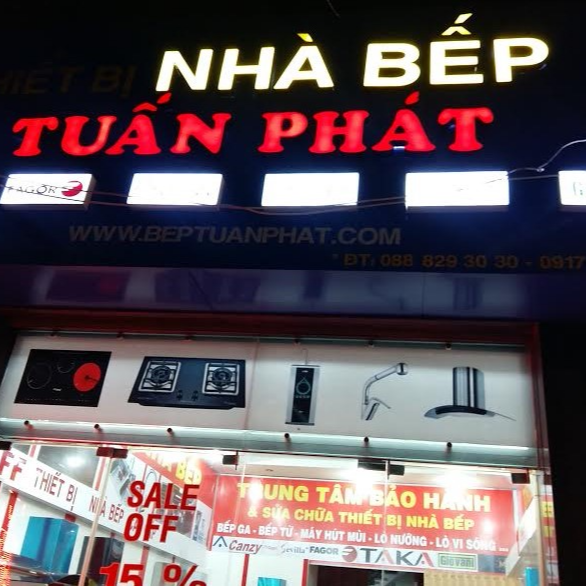 THIẾT BỊ NHÀ BẾP
TUẤN PHÁT
FAGOR
WWW.BEPTUANPHAT.COM
* ĐT: 088 829 30 30 - 0917
THIẾT BỊ NHÀ BẾP
SALE
OFF
15 %
TRUNG TÂM BẢO HÀNH
& SỬA CHỮA THIẾT BỊ NHÀ BẾP
BẾP GA - BẾP TỪ - MÁY HÚT MÙI - LÒ NƯỚNG - LÒ VI SÓNG ...
Canzy Sevilla FAGOR TAKA Giovani